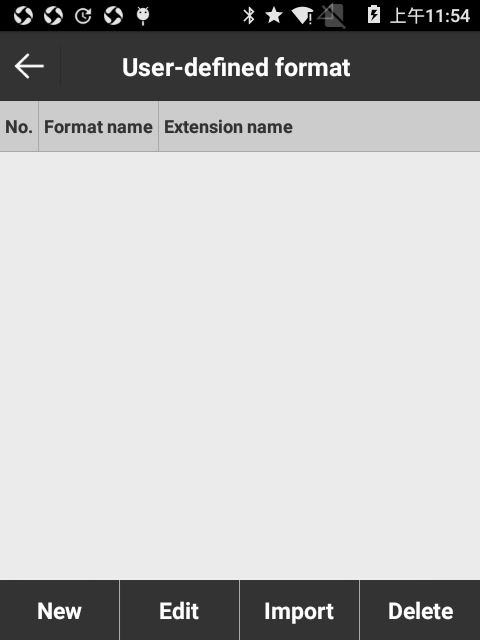 上午11:54
User-defined format
No. Format name Extension name
New Edit Import Delete